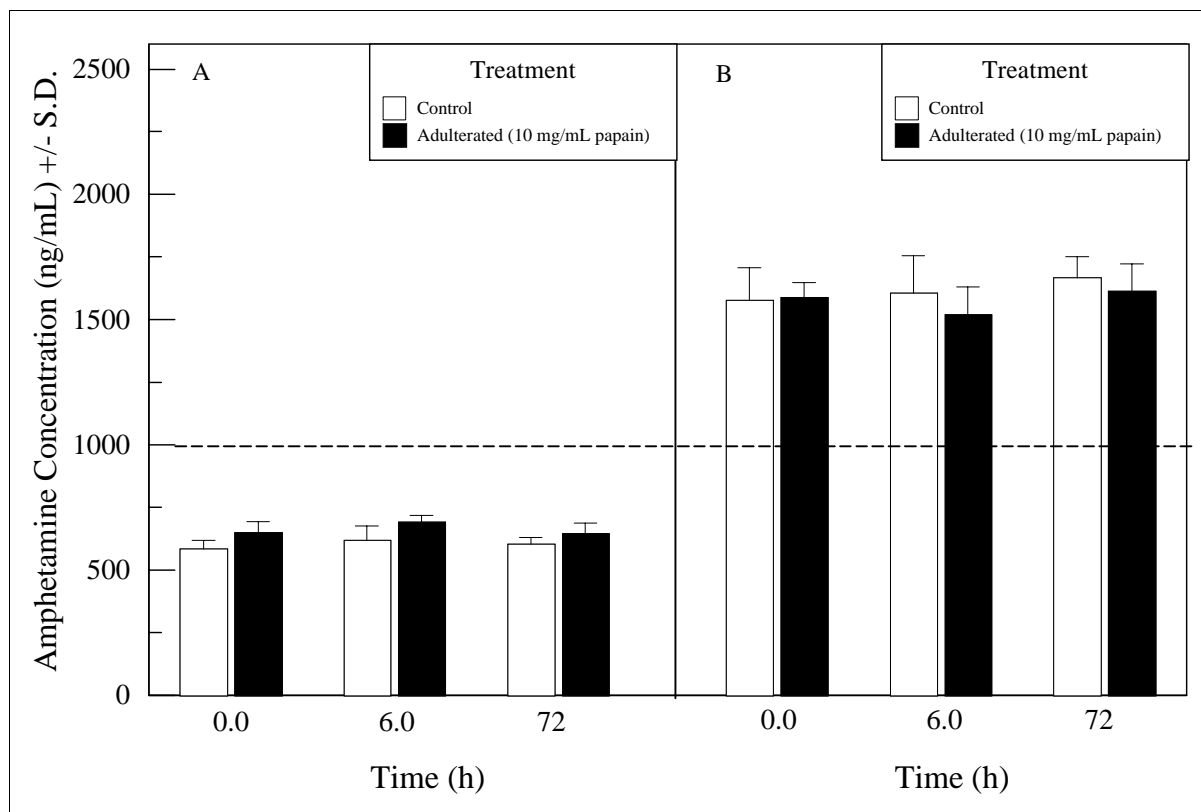 Amphetamine Concentration (ng/mL) +/- S.D.
2500
2000
1500
1000
500
0
A
Treatment
Control
Adulterated (10 mg/mL papain)
0.0 6.0 72
Time (h)
B
Treatment
Control
Adulterated (10 mg/mL papain)
0.0 6.0 72
Time (h)